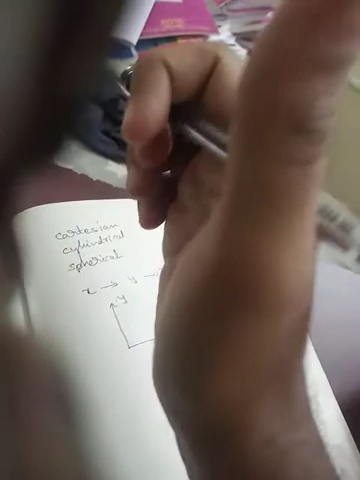 cartesian
cylindrical
spherical
x → y →
y